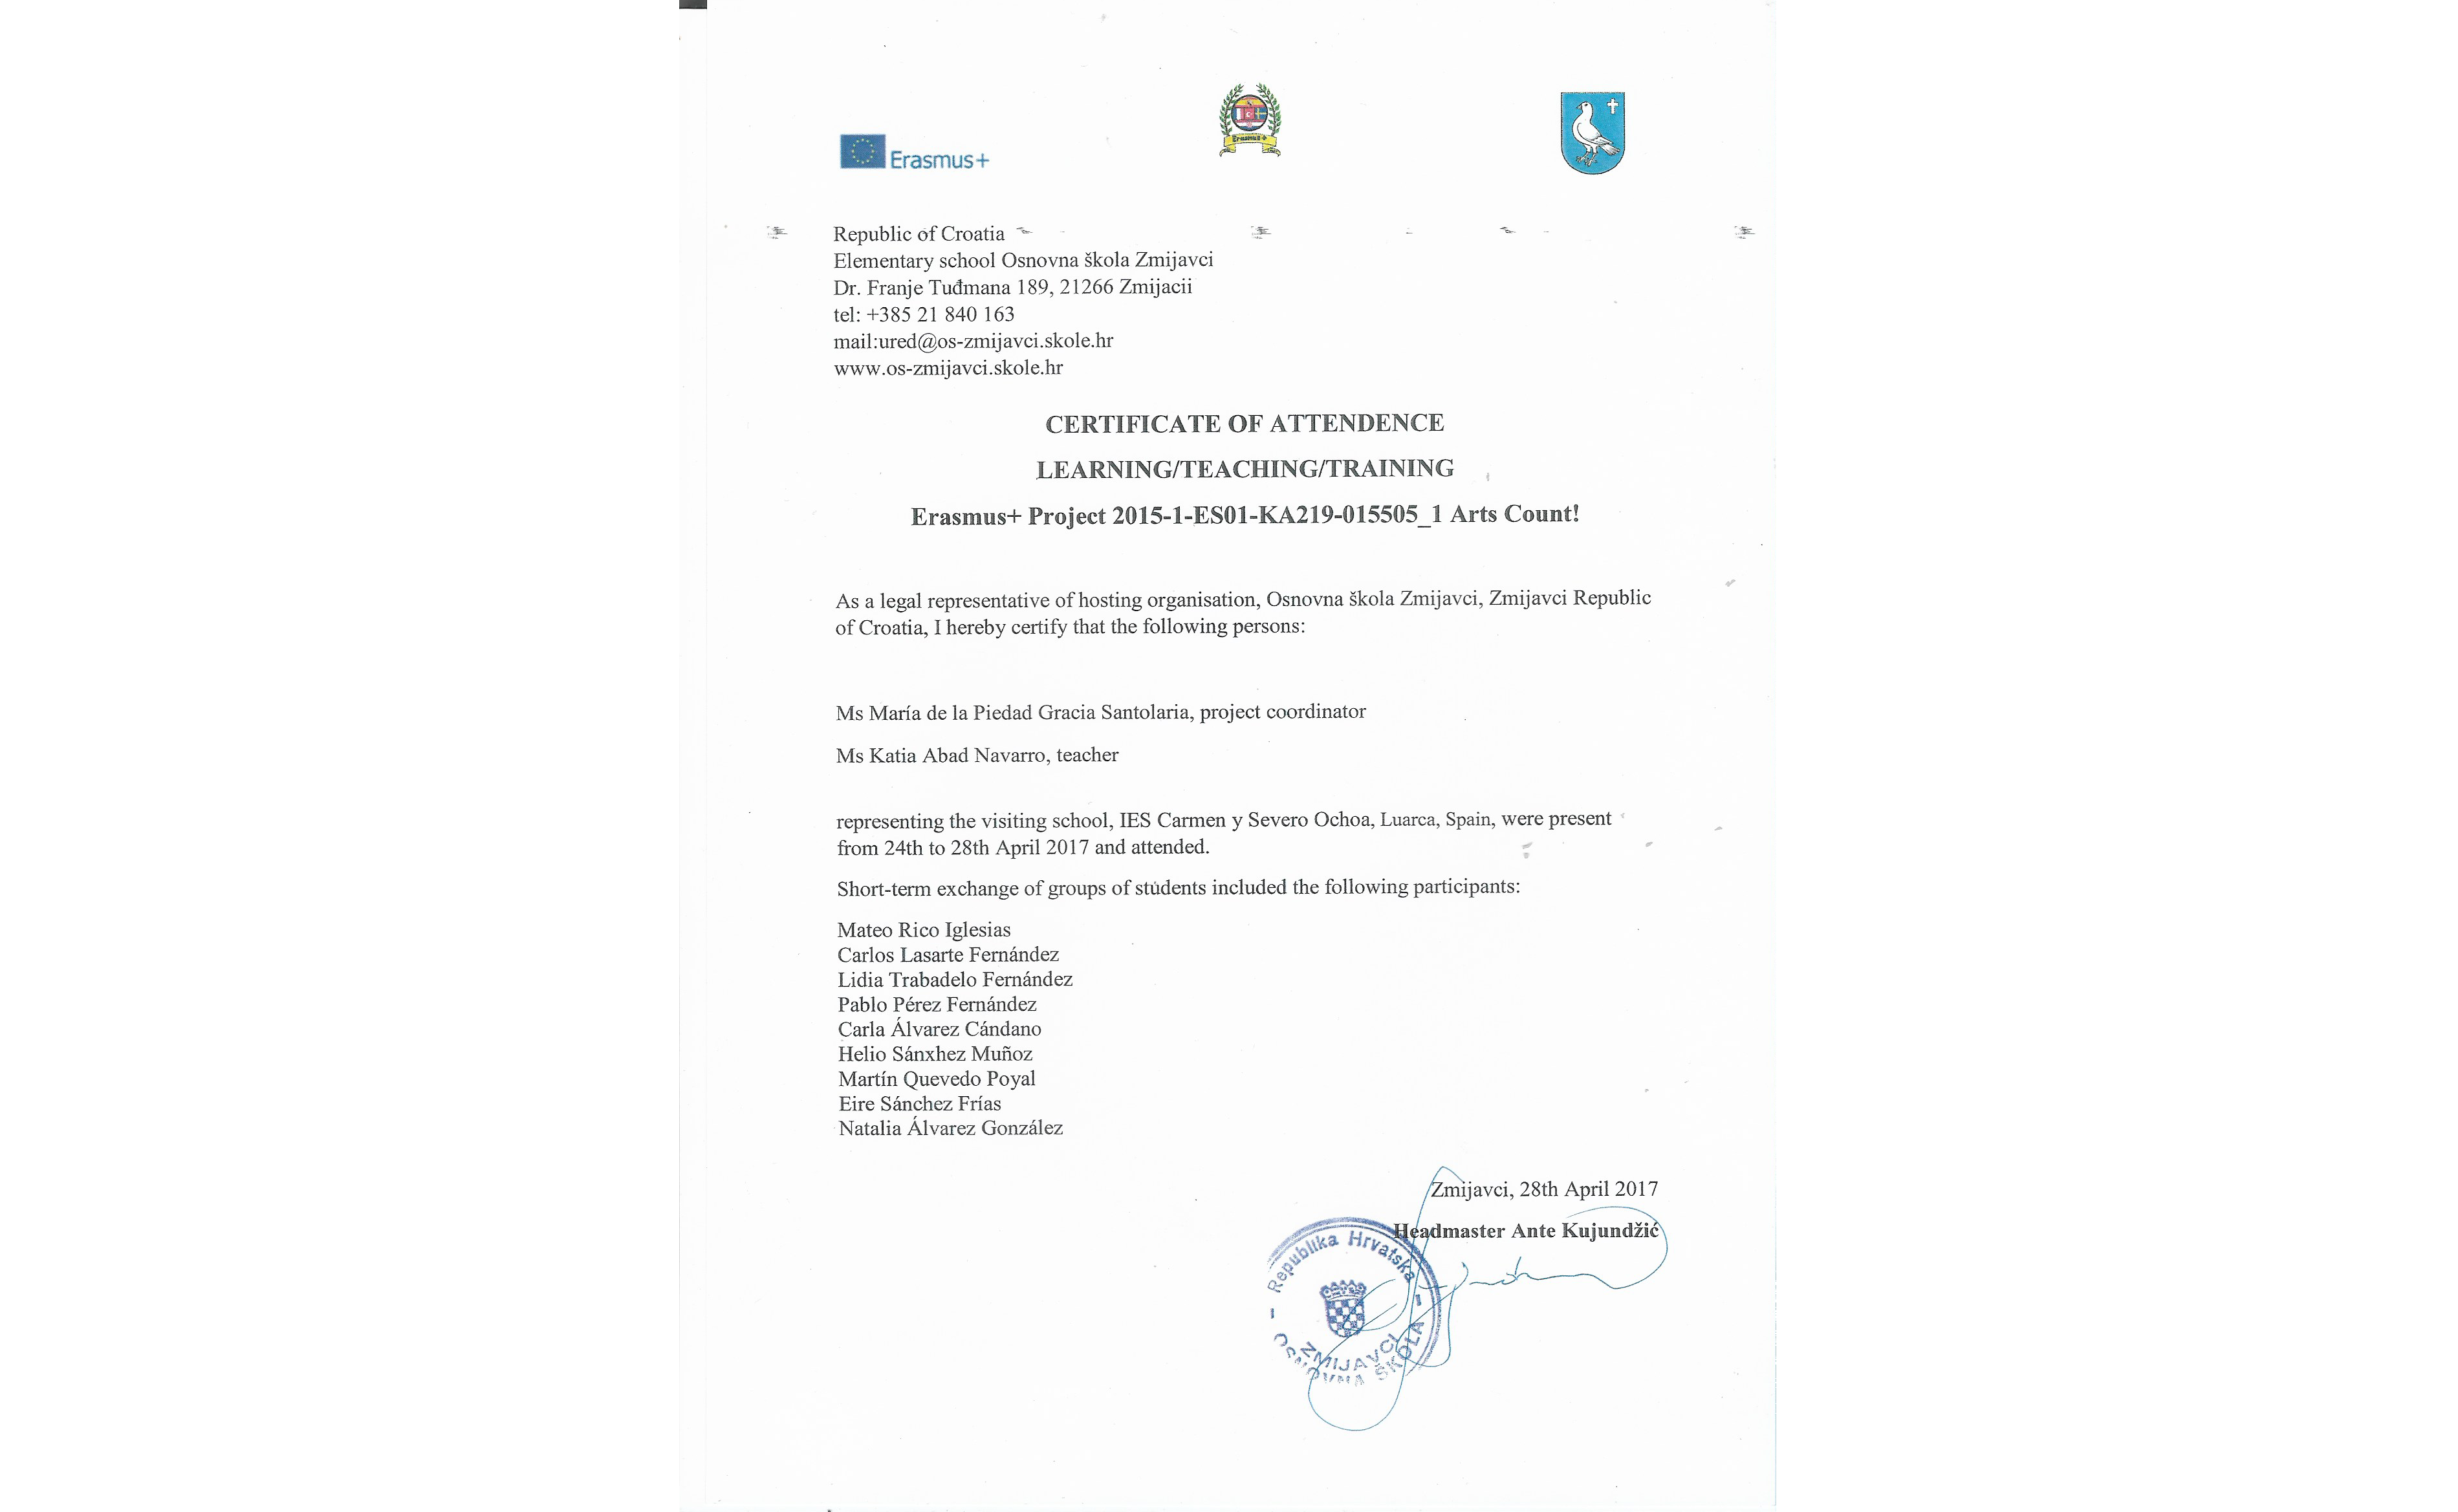 Erasmus+
Erasmus+
Republic of Croatia
Elementary school Osnovna škola Zmijavci
Dr. Franje Tuđmana 189, 21266 Zmijacii
tel: +385 21 840 163
mail:ured@os-zmijavci.skole.hr
www.os-zmijavci.skole.hr
CERTIFICATE OF ATTENDENCE
LEARNING/TEACHING/TRAINING
Erasmus+ Project 2015-1-ES01-KA219-015505_1 Arts Count!
As a legal representative of hosting organisation, Osnovna škola Zmijavci, Zmijavci Republic
of Croatia, I hereby certify that the following persons:
Ms María de la Piedad Gracia Santolaria, project coordinator
Ms Katia Abad Navarro, teacher
representing the visiting school, IES Carmen y Severo Ochoa, Luarca, Spain, were present
from 24th to 28th April 2017 and attended.
Short-term exchange of groups of students included the following participants:
Mateo Rico Iglesias
Carlos Lasarte Fernández
Lidia Trabadelo Fernández
Pablo Pérez Fernández
Carla Álvarez Cándano
Helio Sánxhez Muñoz
Martín Quevedo Poyal
Eire Sánchez Frías
Natalia Álvarez González
Zmijavci, 28th April 2017
Headmaster Ante Kujundžić
Republika Hrvatska
ZMIJAVCI
OSNOVNA ŠKOLA